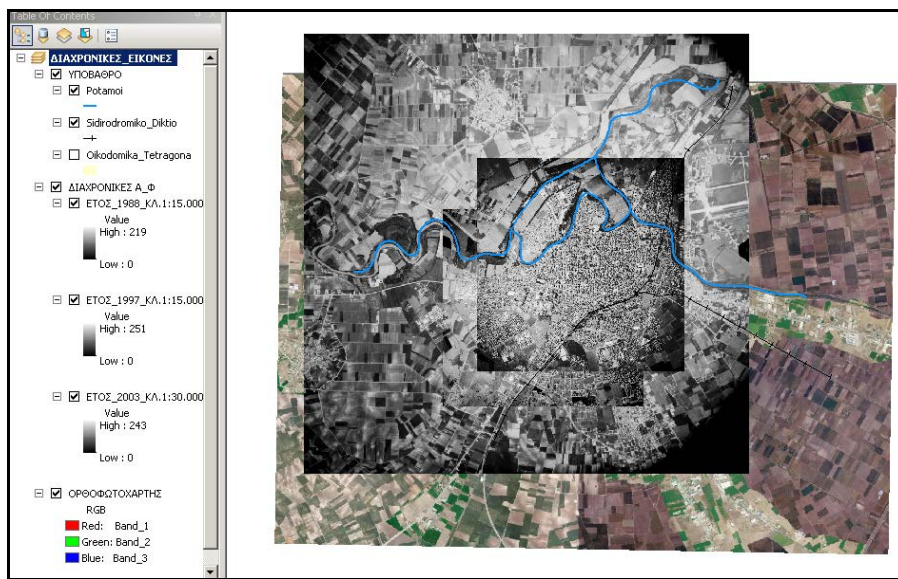 Table Of Contents
ΔΙΑΧΡΟΝΙΚΕΣ_ΕΙΚΟΝΕΣ
ΥΠΟΒΑΘΡΟ
Potamoi
Sidirodromiko_Diktio
Oikodomika_Tetragona
ΔΙΑΧΡΟΝΙΚΕΣ Α_Φ
ΕΤΟΣ_1988_ΚΛ.1:15.000
Value
High : 219
Low : 0
ΕΤΟΣ_1997_ΚΛ.1:15.000
Value
High : 251
Low : 0
ΕΤΟΣ_2003_ΚΛ.1:30.000
Value
High : 243
Low : 0
ΟΡΘΟΦΩΤΟΧΑΡΤΗΣ
RGB
Red: Band_1
Green: Band_2
Blue: Band_3